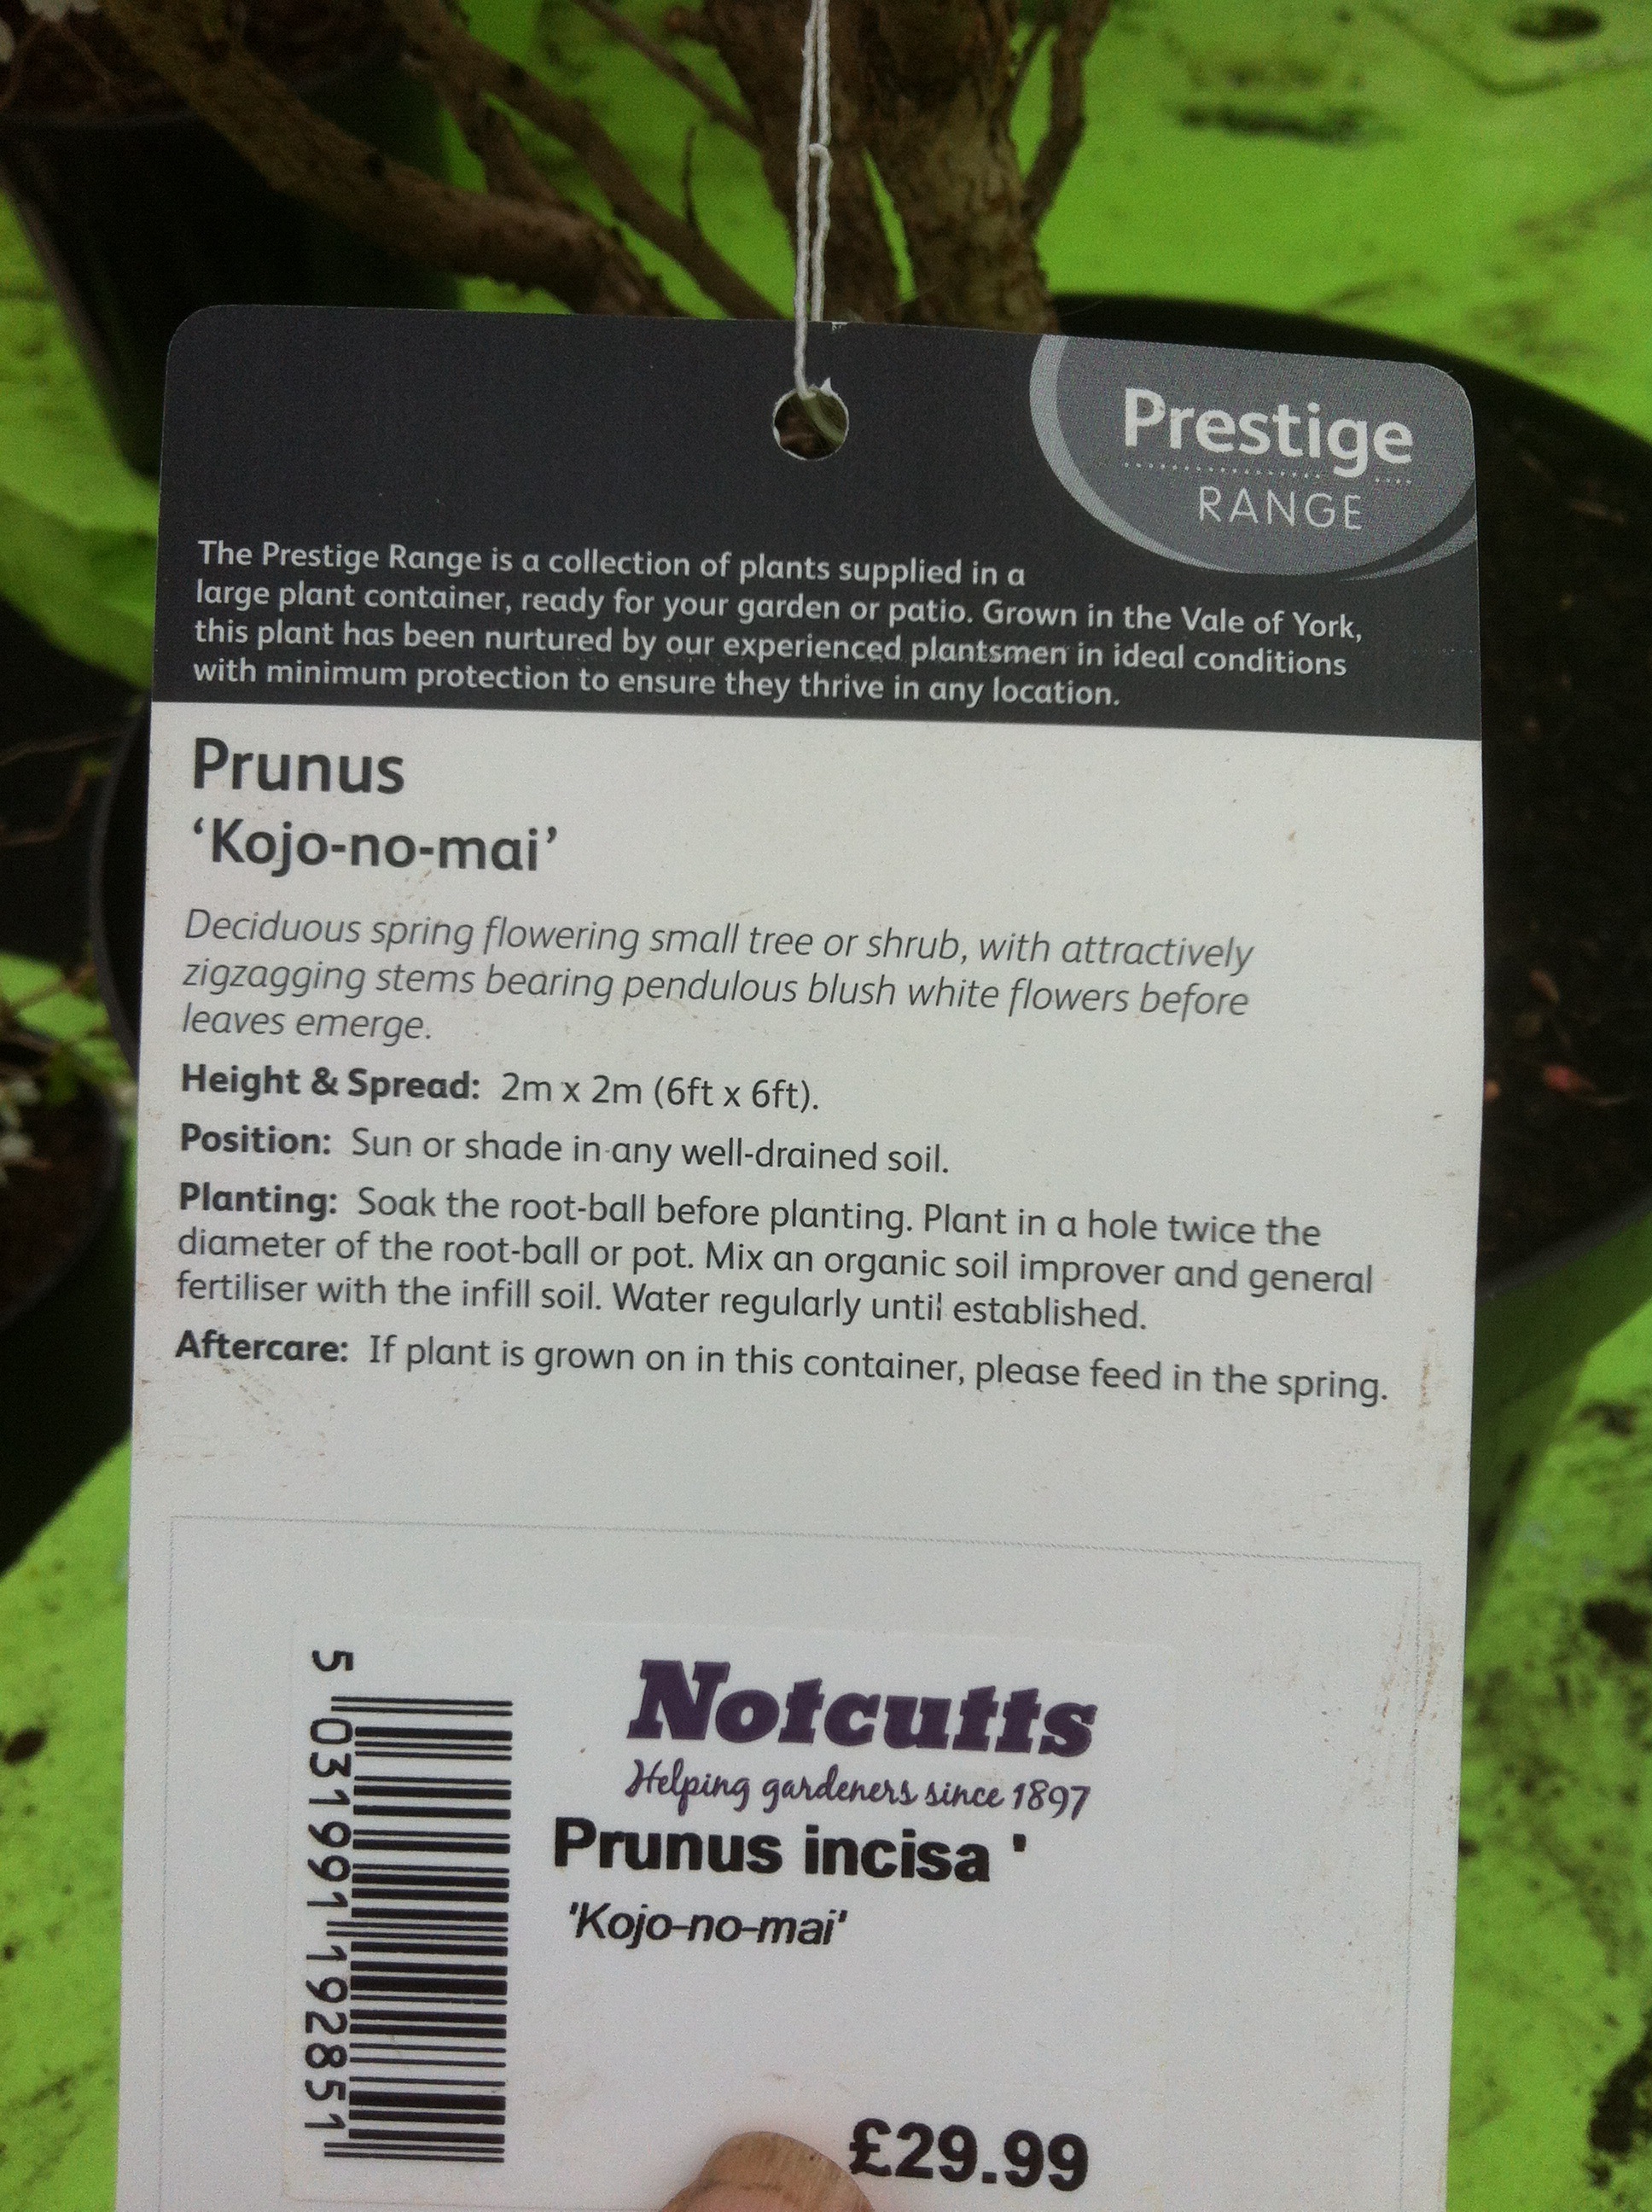 Prestige
RANGE
The Prestige Range is a collection of plants supplied in a
large plant container, ready for your garden or patio. Grown in the Vale of York,
this plant has been nurtured by our experienced plantsmen in ideal conditions
with minimum protection to ensure they thrive in any location.
Prunus
‘Kojo-no-mai’
Deciduous spring flowering small tree or shrub, with attractively
zigzagging stems bearing pendulous blush white flowers before
leaves emerge.
Height & Spread: 2m x 2m (6ft x 6ft).
Position: Sun or shade in any well-drained soil.
Planting: Soak the root-ball before planting. Plant in a hole twice the
diameter of the root-ball or pot. Mix an organic soil improver and general
fertiliser with the infill soil. Water regularly until established.
Aftercare: If plant is grown on in this container, please feed in the spring.
Notcutts
Helping gardeners since 1897
Prunus incisa '
'Kojo-no-mai'
£29.99
5 031991 192851